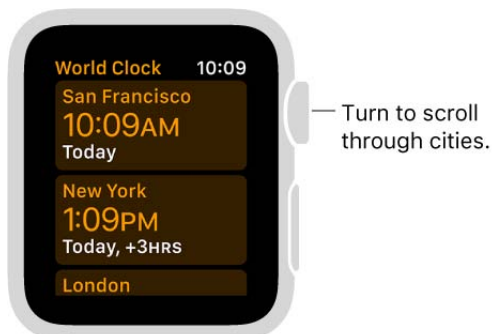 World Clock 10:09
San Francisco
10:09AM
Today
New York
1:09PM
Today, +3HRS
London
Turn to scroll
through cities.